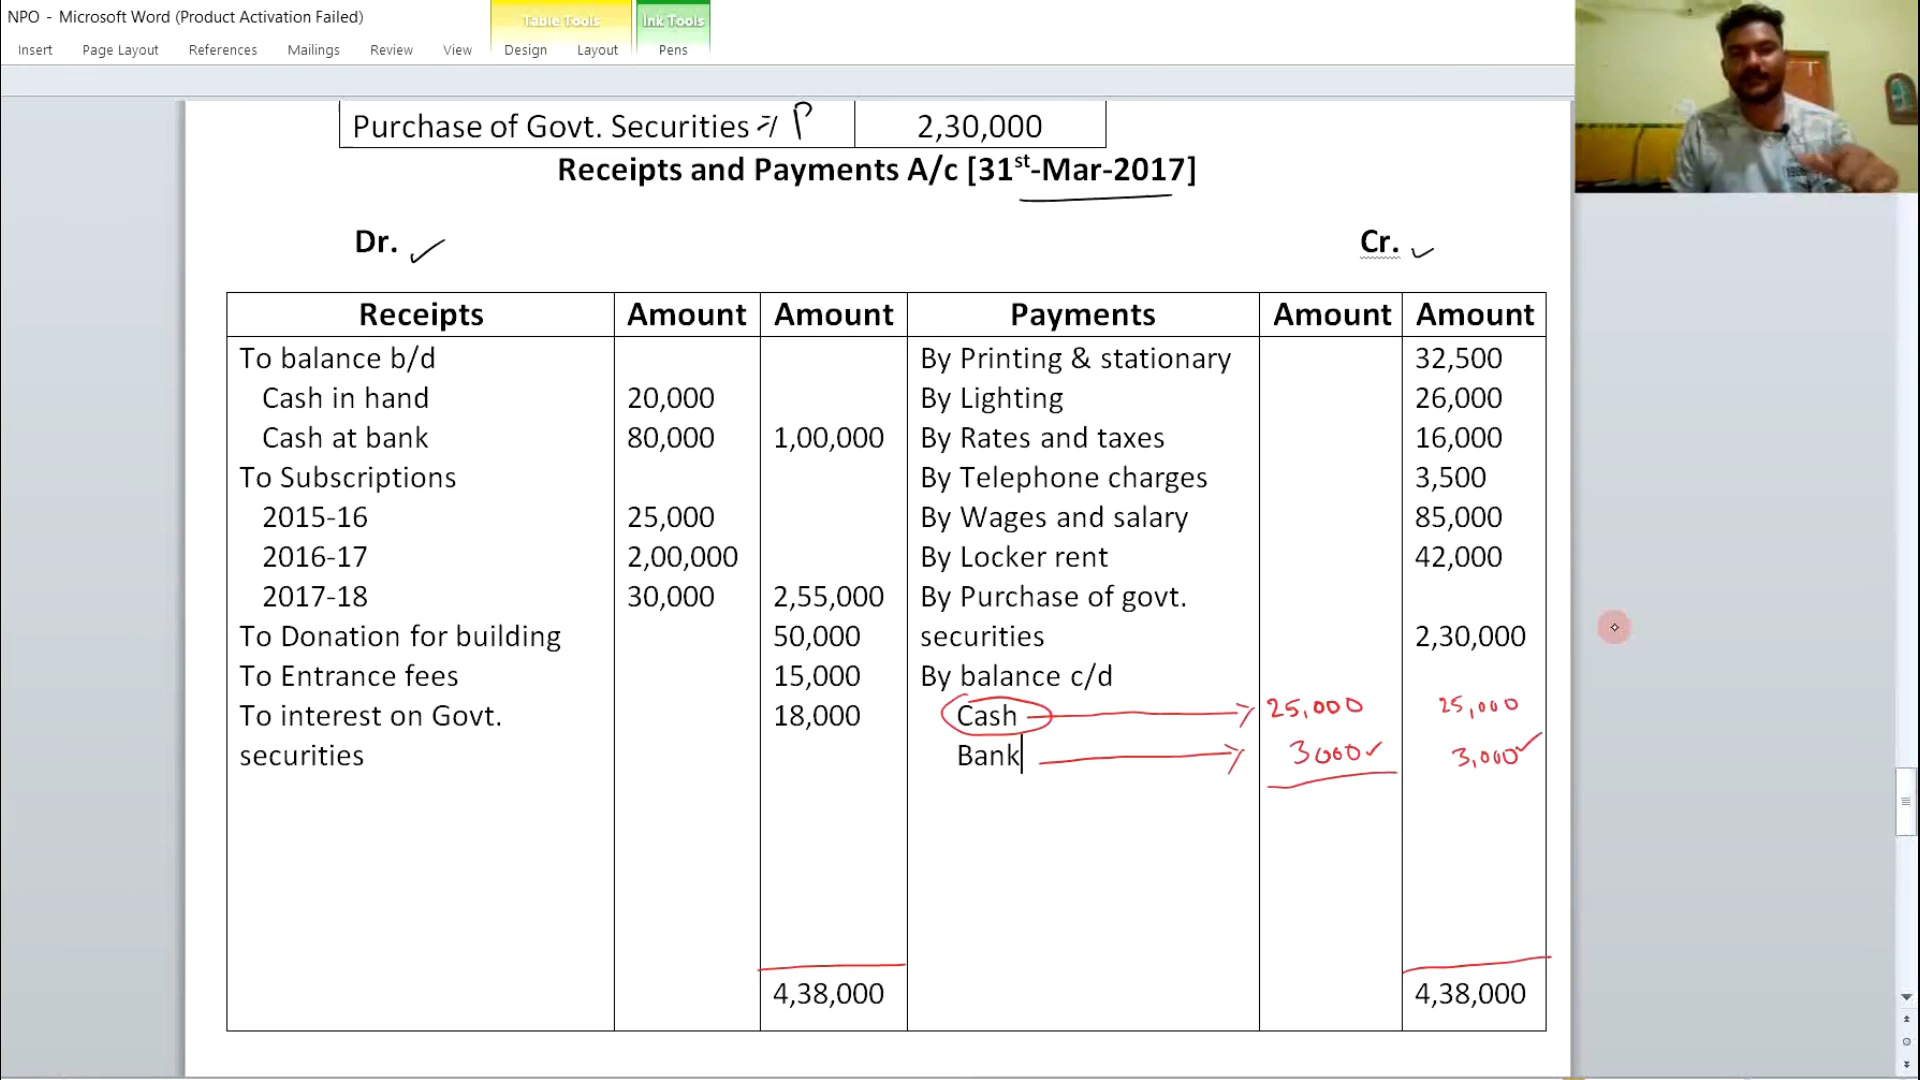 NPO - Microsoft Word (Product Activation Failed)
Table Tools
Ink Tools
Insert Page Layout References Mailings Review View Design Layout Pens
Purchase of Govt. Securities => P 2,30,000
Receipts and Payments A/c [31st-Mar-2017]
Dr. Cr.
Receipts Amount Amount Payments Amount Amount
To balance b/d By Printing & stationary 32,500
Cash in hand 20,000 By Lighting 26,000
Cash at bank 80,000 1,00,000 By Rates and taxes 16,000
To Subscriptions By Telephone charges 3,500
2015-16 25,000 By Wages and salary 85,000
2016-17 2,00,000 By Locker rent 42,000
2017-18 30,000 2,55,000 By Purchase of govt.
To Donation for building 50,000 securities 2,30,000
To Entrance fees 15,000 By balance c/d
To interest on Govt. 18,000 Cash 25,000 25,000
securities Bank 3000 3,000
4,38,000 4,38,000